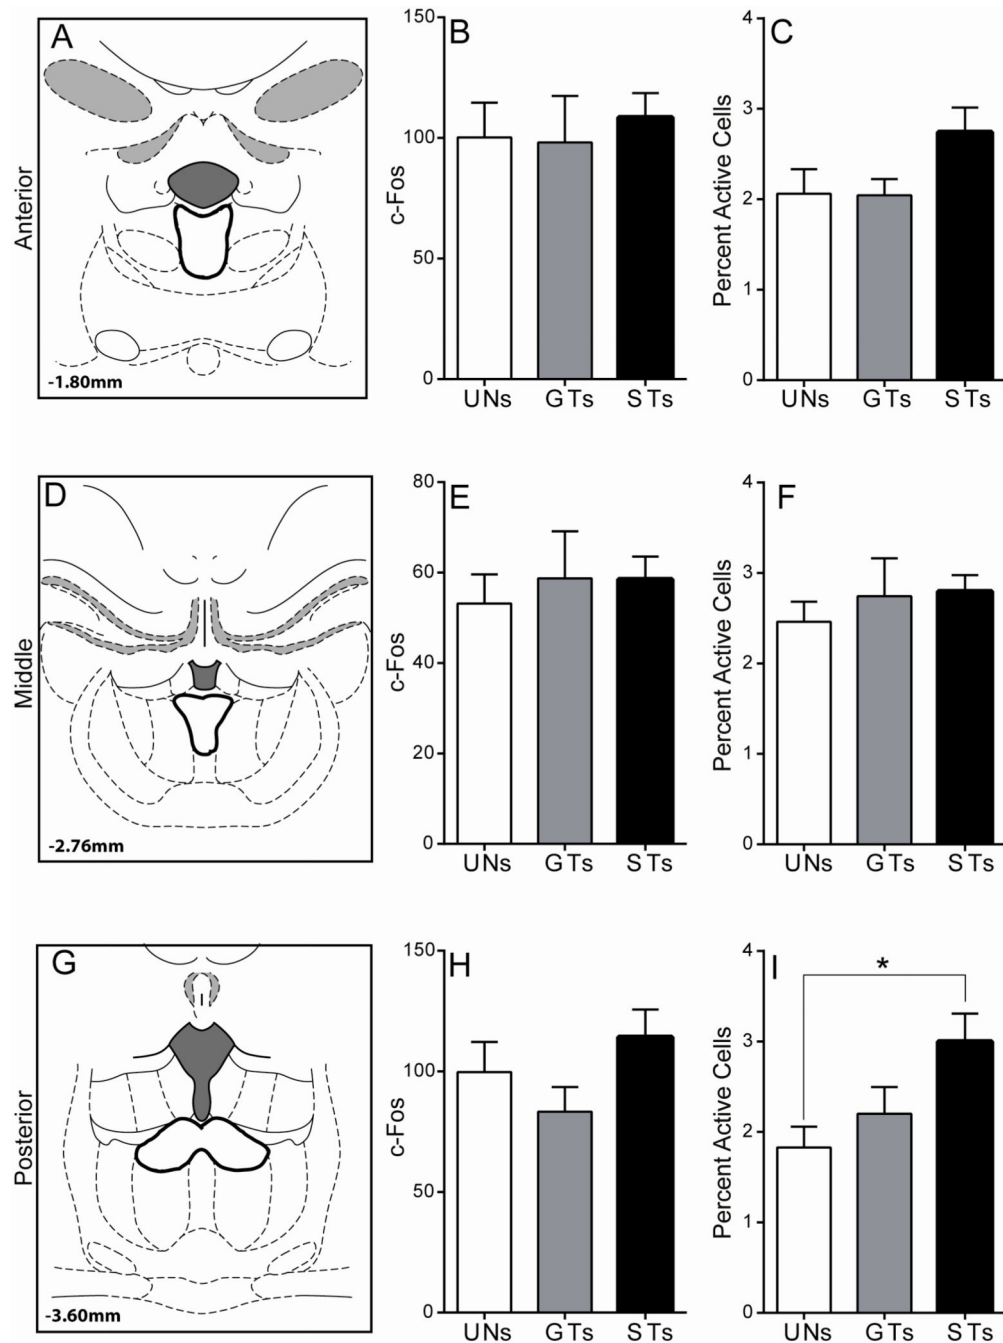 Anterior
A
-1.80mm
B
c-Fos
150
100
50
0
UNs GTs STs
C
Percent Active Cells
4
3
2
1
0
UNs GTs STs
Middle
D
-2.76mm
E
c-Fos
80
60
40
20
0
UNs GTs STs
F
Percent Active Cells
4
3
2
1
0
UNs GTs STs
Posterior
G
-3.60mm
H
c-Fos
150
100
50
0
UNs GTs STs
I
Percent Active Cells
4
3
2
1
0
*
UNs GTs STs